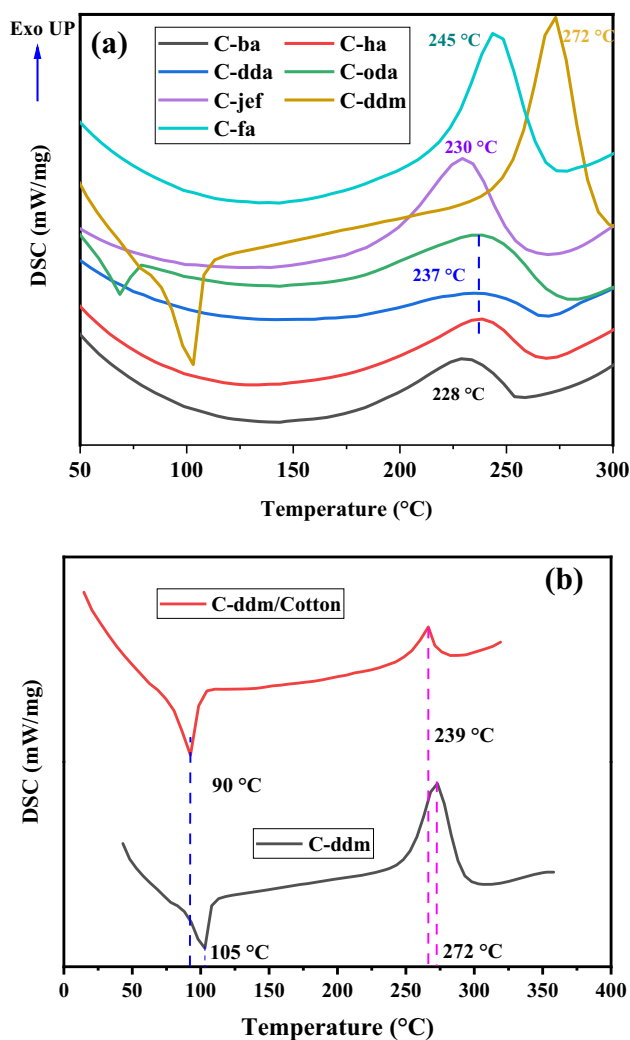 Exo UP
(a)
C-ba
C-ha
C-dda
C-oda
C-jef
C-ddm
C-fa
245 °C
272 °C
230 °C
237 °C
228 °C
DSC (mW/mg)
50 100 150 200 250 300
Temperature (°C)
(b)
C-ddm/Cotton
239 °C
90 °C
C-ddm
105 °C
272 °C
DSC (mW/mg)
0 50 100 150 200 250 300 350 400
Temperature (°C)